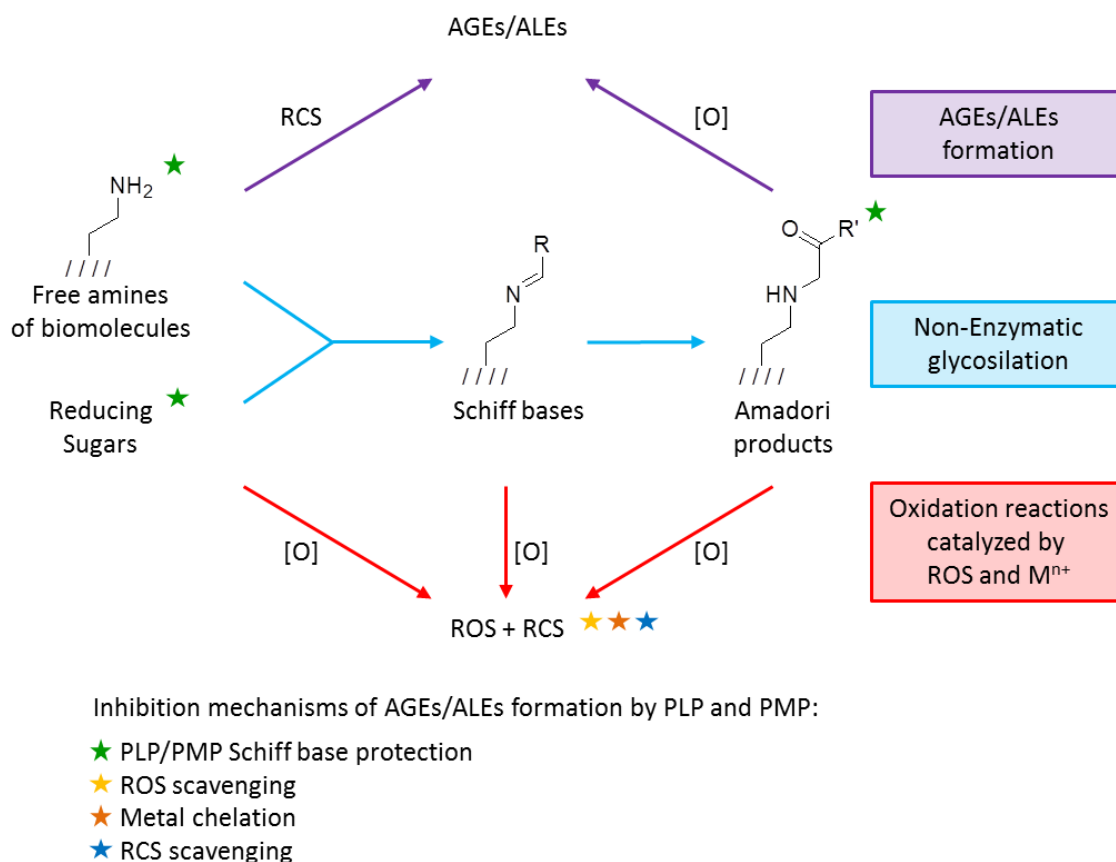 AGEs/ALEs
RCS
[O]
AGEs/ALEs
formation
NH₂
/ / / /
Free amines
of biomolecules
R
N
/ / / /
Schiff bases
O
R'
HN
/ / / /
Amadori
products
Non-Enzymatic
glycosilation
Reducing
Sugars
[O]
[O]
[O]
Oxidation reactions
catalyzed by
ROS and Mⁿ⁺
ROS + RCS
Inhibition mechanisms of AGEs/ALEs formation by PLP and PMP:
PLP/PMP Schiff base protection
ROS scavenging
Metal chelation
RCS scavenging